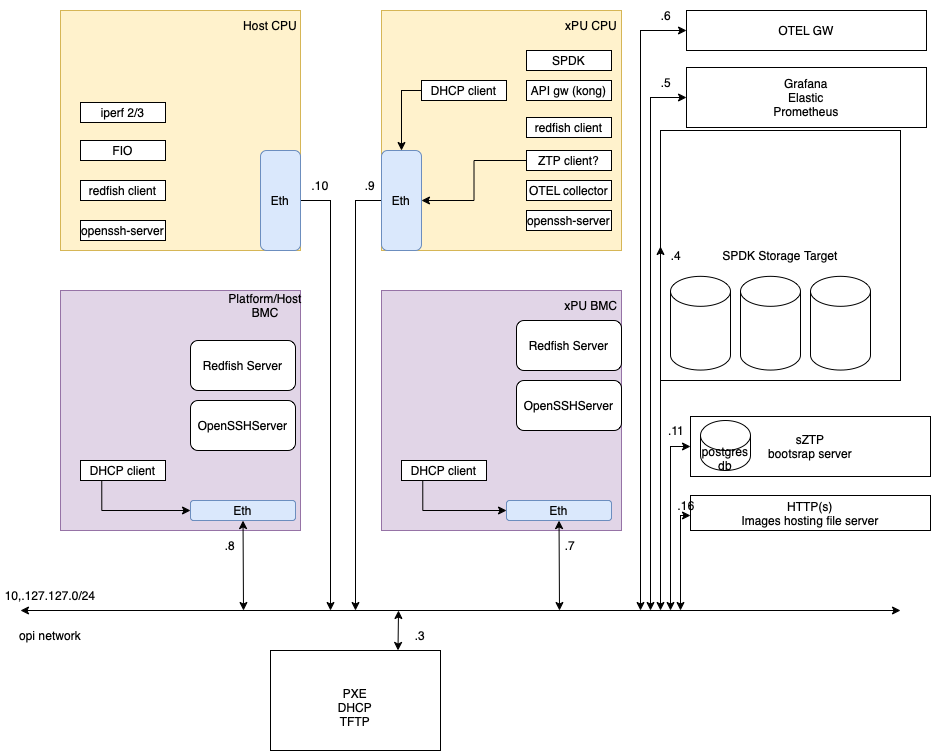 Host CPU
iperf 2/3
FIO
redfish client
openssh-server
Eth
.10
xPU CPU
SPDK
DHCP client
API gw (kong)
redfish client
ZTP client?
OTEL collector
openssh-server
Eth
.9
.6
OTEL GW
.5
Grafana
Elastic
Prometheus
.4
SPDK Storage Target
Platform/Host
BMC
Redfish Server
OpenSSHServer
DHCP client
Eth
.8
xPU BMC
Redfish Server
OpenSSHServer
DHCP client
Eth
.7
.11
postgres
db
sZTP
bootsrap server
.16
HTTP(s)
Images hosting file server
10,.127.127.0/24
opi network
.3
PXE
DHCP
TFTP